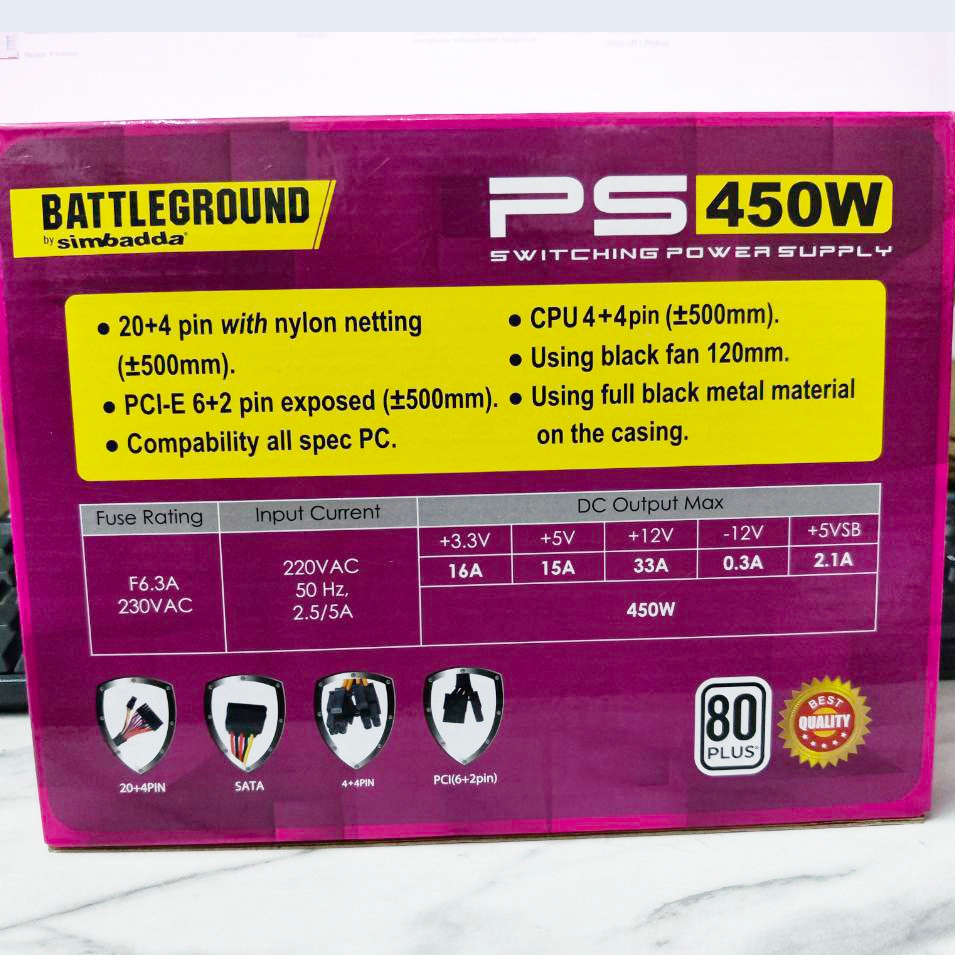 BATTLEGROUND
by simbadda®
PS 450W
SWITCHING POWER SUPPLY
• 20+4 pin with nylon netting
(±500mm).
• PCI-E 6+2 pin exposed (±500mm).
• Compability all spec PC.
• CPU 4+4pin (±500mm).
• Using black fan 120mm.
• Using full black metal material
on the casing.
Fuse Rating Input Current DC Output Max
+3.3V +5V +12V -12V +5VSB
16A 15A 33A 0.3A 2.1A
F6.3A
230VAC
220VAC
50 Hz,
2.5/5A
450W
20+4PIN
SATA
4+4PIN
PCI(6+2pin)
80
PLUS®
BEST
QUALITY